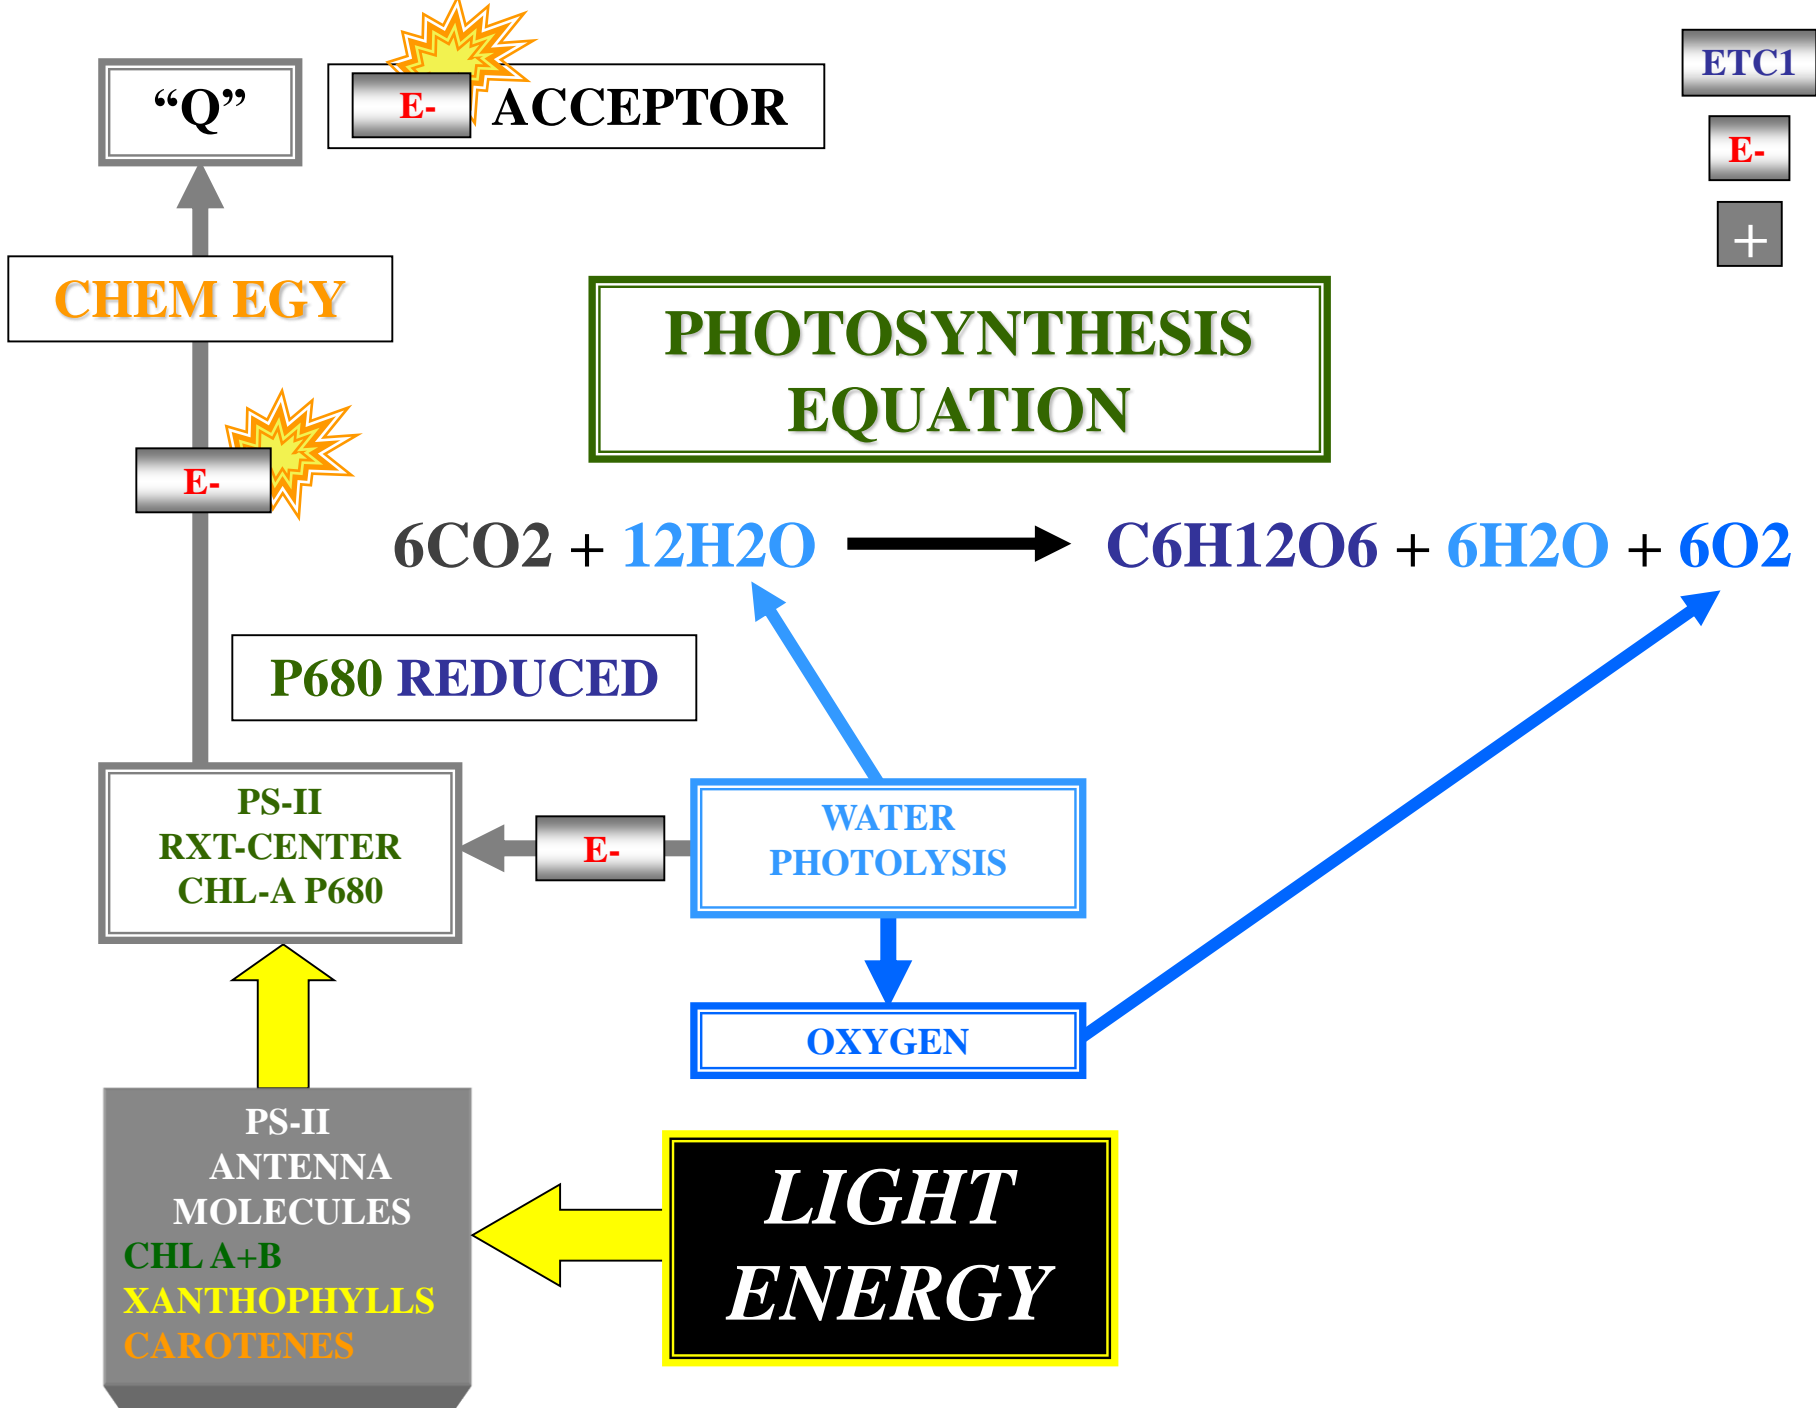 “Q”
E- ACCEPTOR
ETC1
E-
+
CHEM EGY
PHOTOSYNTHESIS
EQUATION
E-
6CO2 + 12H2O C6H12O6 + 6H2O + 6O2
P680 REDUCED
PS-II
RXT-CENTER
CHL-A P680
E-
WATER
PHOTOLYSIS
OXYGEN
PS-II
ANTENNA
MOLECULES
CHL A+B
XANTHOPHYLLS
CAROTENES
LIGHT
ENERGY